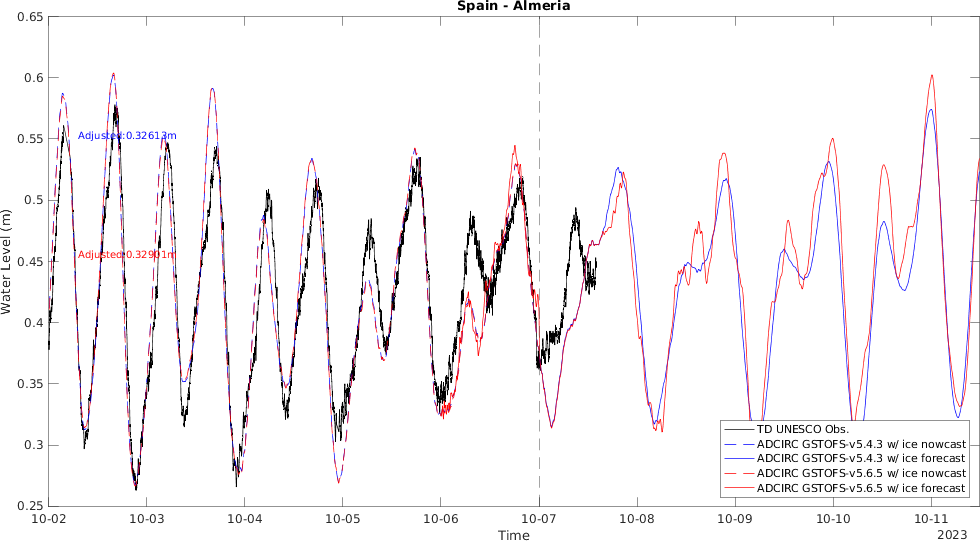 Spain - Almeria
0.65
0.6
0.55
0.5
0.45
0.4
0.35
0.3
0.25
Water Level (m)
Adjusted:0.32613m
Adjusted:0.32901m
TD UNESCO Obs.
ADCIRC GSTOFS-v5.4.3 w/ ice nowcast
ADCIRC GSTOFS-v5.4.3 w/ ice forecast
ADCIRC GSTOFS-v5.6.5 w/ ice nowcast
ADCIRC GSTOFS-v5.6.5 w/ ice forecast
10-02 10-03 10-04 10-05 10-06 10-07 10-08 10-09 10-10 10-11
Time
2023